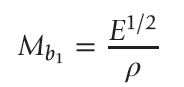 M_{b_1} = \frac{E^{1/2}}{\rho}